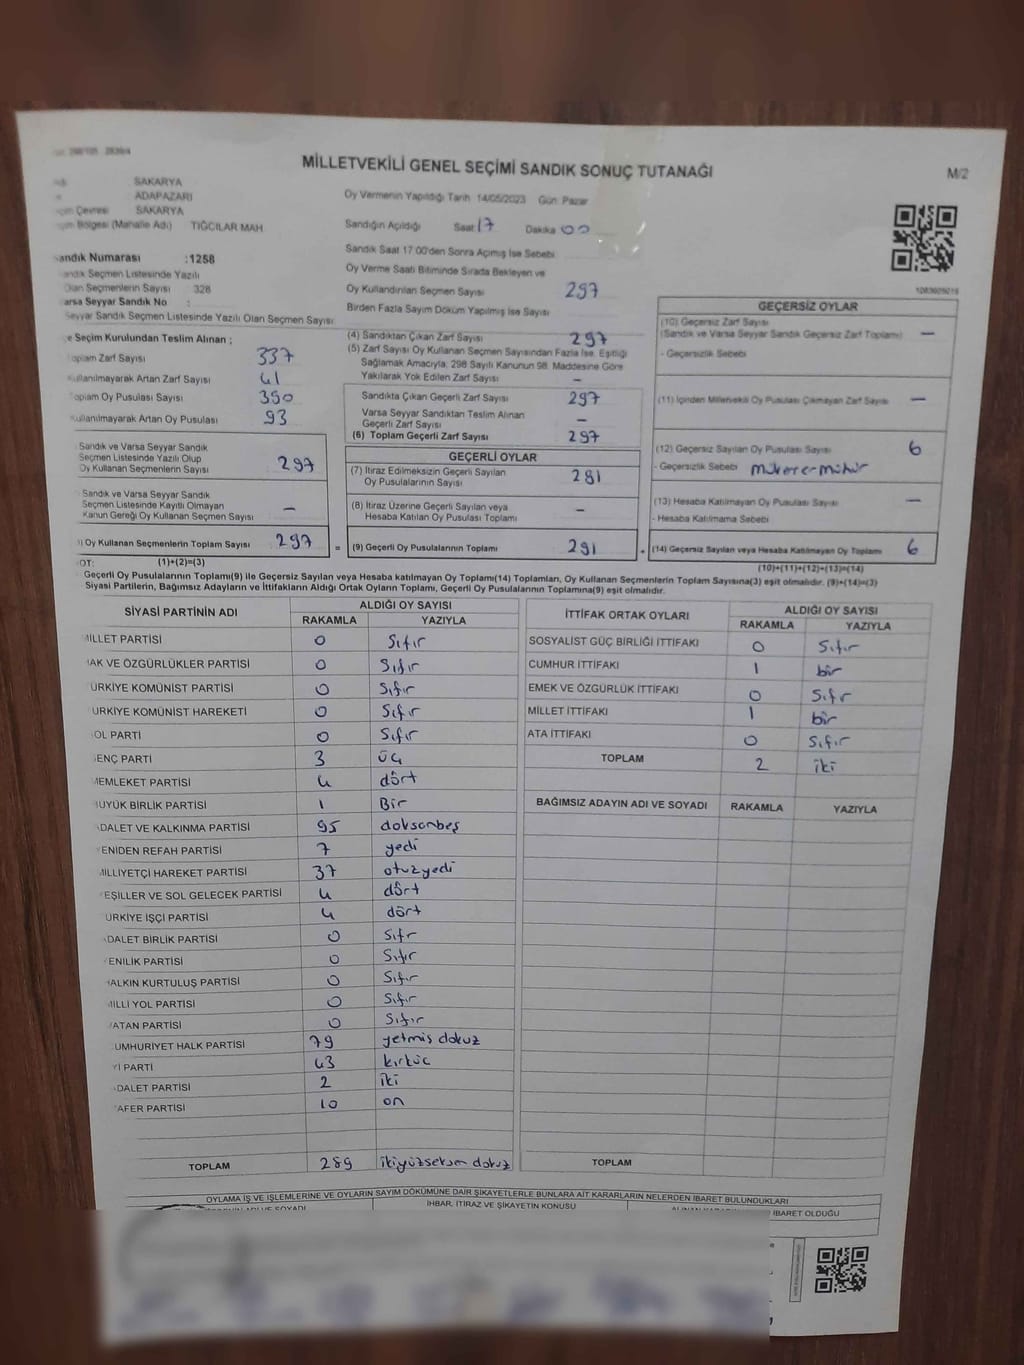 MİLLETVEKİLİ GENEL SEÇİMİ SANDIK SONUÇ TUTANAĞI
M/2
SAKARYA
ADAPAZARI
Çevresi SAKARYA
Bölgesi (Mahalle Adı) TIĞCILAR MAH
Oy Vermenin Yapıldığı Tarih 14/05/2023 Gün: Pazar
Sandığın Açıldığı Saat 17 Dakika 00
Sandık Saat 17:00'den Sonra Açımış İse Sebebi
andık Numarası :1258
andık Seçmen Listesinde Yazılı
Olan Seçmenlerin Sayısı 328
arsa Seyyar Sandık No :
Seyyar Sandık Seçmen Listesinde Yazılı Olan Seçmen Sayısı:
Oy Verme Saati Bitiminde Sırada Bekleyen ve
Oy Kullandırılan Seçmen Sayısı 297
Birden Fazla Sayım Döküm Yapılmış İse Sayısı
1083609216
e Seçim Kurulundan Teslim Alınan ;
Toplam Zarf Sayısı 337
Kullanılmayarak Artan Zarf Sayısı 41
Toplam Oy Pusulası Sayısı 390
Kullanılmayarak Artan Oy Pusulası 93
(4) Sandıktan Çıkan Zarf Sayısı 297
(5) Zarf Sayısı Oy Kullanan Seçmen Sayısından Fazla İse, Eşitliği
Sağlamak Amacıyla, 298 Sayılı Kanunun 98. Maddesine Göre
Yakılarak Yok Edilen Zarf Sayısı –
Sandıkta Çıkan Geçerli Zarf Sayısı 297
Varsa Seyyar Sandıktan Teslim Alınan
Geçerli Zarf Sayısı –
(6) Toplam Geçerli Zarf Sayısı 297
GEÇERSİZ OYLAR
(10) Geçersiz Zarf Sayısı
(Sandık ve Varsa Seyyar Sandık Geçersiz Zarf Toplamı) –
- Geçersizlik Sebebi
(11) İçinden Milletvekili Oy Pusulası Çıkmayan Zarf Sayısı –
(12) Geçersiz Sayılan Oy Pusulası Sayısı 6
- Geçersizlik Sebebi
(13) Hesaba Katılmayan Oy Pusulası Sayısı –
- Hesaba Katılmama Sebebi
(14) Geçersiz Sayılan veya Hesaba Katılmayan Oy Toplamı 6
(10)+(11)+(12)+(13)=(14)
Sandık ve Varsa Seyyar Sandık
Seçmen Listesinde Yazılı Olup
Oy Kullanan Seçmenlerin Sayısı 297
Sandık ve Varsa Seyyar Sandık
Seçmen Listesinde Kayıtlı Olmayan
Kanun Gereği Oy Kullanan Seçmen Sayısı –
) Oy Kullanan Seçmenlerin Toplam Sayısı 297
(1)+(2)=(3)
GEÇERLİ OYLAR
(7) İtiraz Edilmeksizin Geçerli Sayılan
Oy Pusulalarının Sayısı 281
(8) İtiraz Üzerine Geçerli Sayılan veya
Hesaba Katılan Oy Pusulası Toplamı –
= (9) Geçerli Oy Pusulalarının Toplamı 291 +
OT:
Geçerli Oy Pusulalarının Toplamı(9) ile Geçersiz Sayılan veya Hesaba katılmayan Oy Toplamı(14) Toplamları, Oy Kullanan Seçmenlerin Toplam Sayısına(3) eşit olmalıdır. (9)+(14)=(3)
Siyasi Partilerin, Bağımsız Adayların ve İttifakların Aldığı Ortak Oyların Toplamı, Geçerli Oy Pusulalarının Toplamına(9) eşit olmalıdır.
SİYASİ PARTİNİN ADI ALDIĞI OY SAYISI
RAKAMLA YAZIYLA
MİLLET PARTİSİ 0 Sıfır
HAK VE ÖZGÜRLÜKLER PARTİSİ 0 Sıfır
ÜRKİYE KOMÜNİST PARTİSİ 0 Sıfır
ÜRKİYE KOMÜNİST HAREKETİ 0 Sıfır
OL PARTİ 0 Sıfır
ENÇ PARTİ 3 üç
MEMLEKET PARTİSİ 4 dört
BÜYÜK BİRLİK PARTİSİ 1 Bir
ADALET VE KALKINMA PARTİSİ 95 doksanbeş
YENİDEN REFAH PARTİSİ 7 yedi
MİLLİYETÇİ HAREKET PARTİSİ 37 otuzyedi
YEŞİLLER VE SOL GELECEK PARTİSİ 4 dört
ÜRKİYE İŞÇİ PARTİSİ 4 dört
ADALET BİRLİK PARTİSİ 0 Sıfır
YENİLİK PARTİSİ 0 Sıfır
HALKIN KURTULUŞ PARTİSİ 0 Sıfır
MİLLİ YOL PARTİSİ 0 Sıfır
VATAN PARTİSİ 0 Sıfır
CUMHURİYET HALK PARTİSİ 79 yetmiş dokuz
İYİ PARTİ 43 kırküç
ADALET PARTİSİ 2 iki
ZAFER PARTİSİ 10 on
TOPLAM 289 ikiyüzseksen dokuz
İTTİFAK ORTAK OYLARI ALDIĞI OY SAYISI
RAKAMLA YAZIYLA
SOSYALİST GÜÇ BİRLİĞİ İTTİFAKI 0 Sıfır
CUMHUR İTTİFAKI 1 bir
EMEK VE ÖZGÜRLÜK İTTİFAKI 0 Sıfır
MİLLET İTTİFAKI 1 bir
ATA İTTİFAKI 0 Sıfır
TOPLAM 2 iki
BAĞIMSIZ ADAYIN ADI VE SOYADI RAKAMLA YAZIYLA
TOPLAM
OYLAMA İŞ VE İŞLEMLERİNE VE OYLARIN SAYIM DÖKÜMÜNE DAİR ŞİKAYETLERLE BUNLARA AİT KARARLARIN NELERDEN İBARET BULUNDUKLARI
İHBAR, İTİRAZ VE ŞİKAYETİN KONUSU
İBARET OLDUĞU